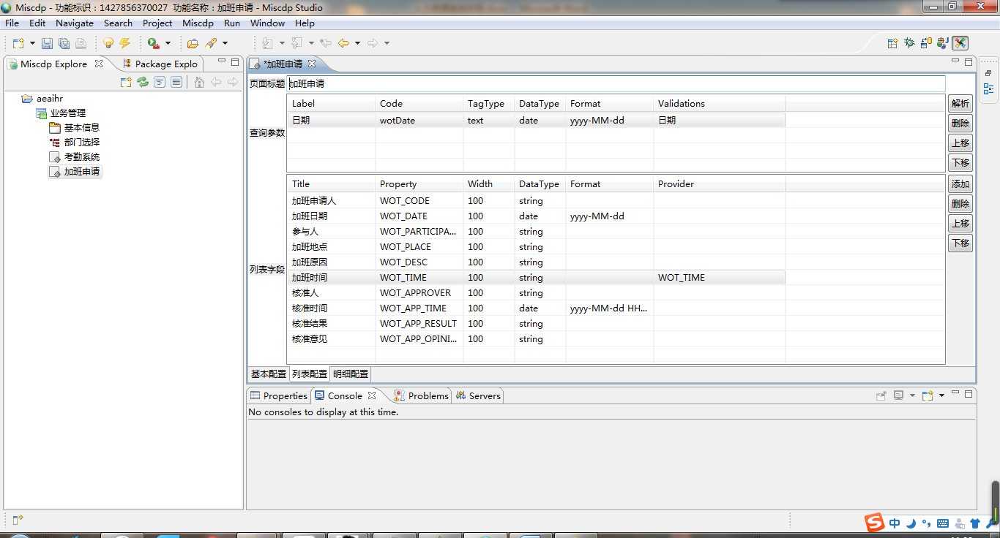 Miscdp - 功能标识：1427856370027 功能名称：加班申请 - Miscdp Studio
File Edit Navigate Search Project Miscdp Run Window Help
Miscdp Explore
Package Explo
aeaihr
业务管理
基本信息
部门选择
考勤系统
加班申请
*加班申请
页面标题 加班申请
查询参数
Label Code TagType DataType Format Validations
日期 wotDate text date yyyy-MM-dd 日期
解析
删除
上移
下移
列表字段
Title Property Width DataType Format Provider
加班申请人 WOT_CODE 100 string
加班日期 WOT_DATE 100 date yyyy-MM-dd
参与人 WOT_PARTICIPA... 100 string
加班地点 WOT_PLACE 100 string
加班原因 WOT_DESC 100 string
加班时间 WOT_TIME 100 string WOT_TIME
核准人 WOT_APPROVER 100 string
核准时间 WOT_APP_TIME 100 date yyyy-MM-dd HH...
核准结果 WOT_APP_RESULT 100 string
核准意见 WOT_APP_OPINI... 100 string
添加
删除
上移
下移
基本配置 列表配置 明细配置
Properties Console Problems Servers
No consoles to display at this time.
中